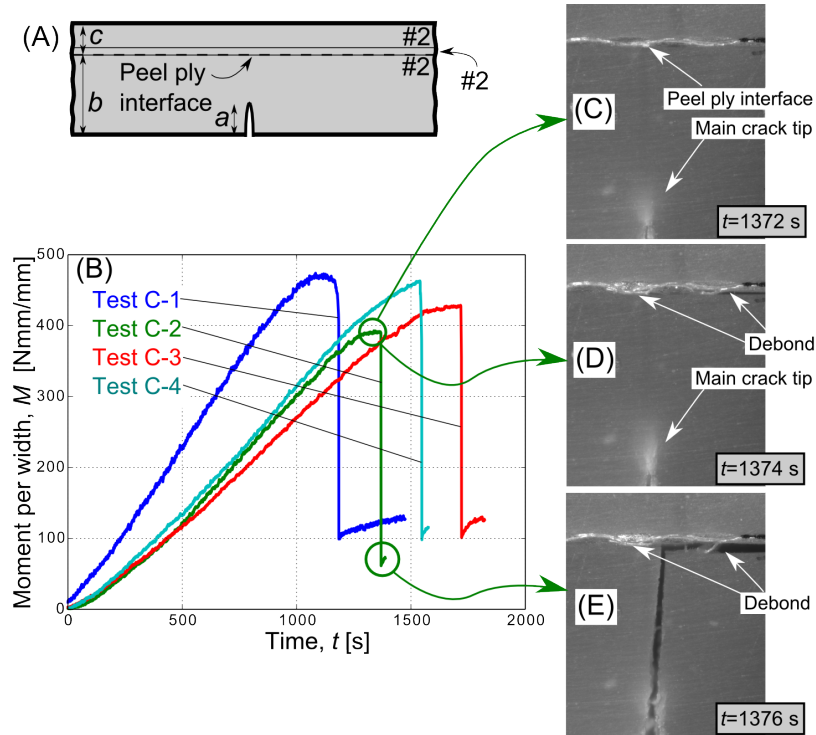 (A)
c
#2
#2
#2
Peel ply
interface
b
a
(B)
500
400
300
200
100
0
Moment per width, M [Nmm/mm]
Test C-1
Test C-2
Test C-3
Test C-4
0
500
1000
1500
2000
Time, t [s]
(C)
Peel ply interface
Main crack tip
t=1372 s
(D)
Debond
Main crack tip
t=1374 s
(E)
Debond
t=1376 s